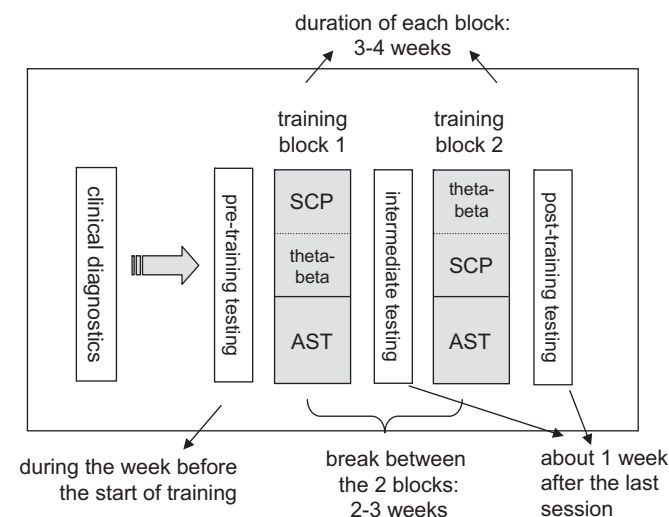 duration of each block:
3-4 weeks
training
block 1
training
block 2
clinical diagnostics
pre-training testing
SCP
theta-
beta
AST
intermediate testing
theta-
beta
SCP
AST
post-training testing
during the week before
the start of training
break between
the 2 blocks:
2-3 weeks
about 1 week
after the last
session